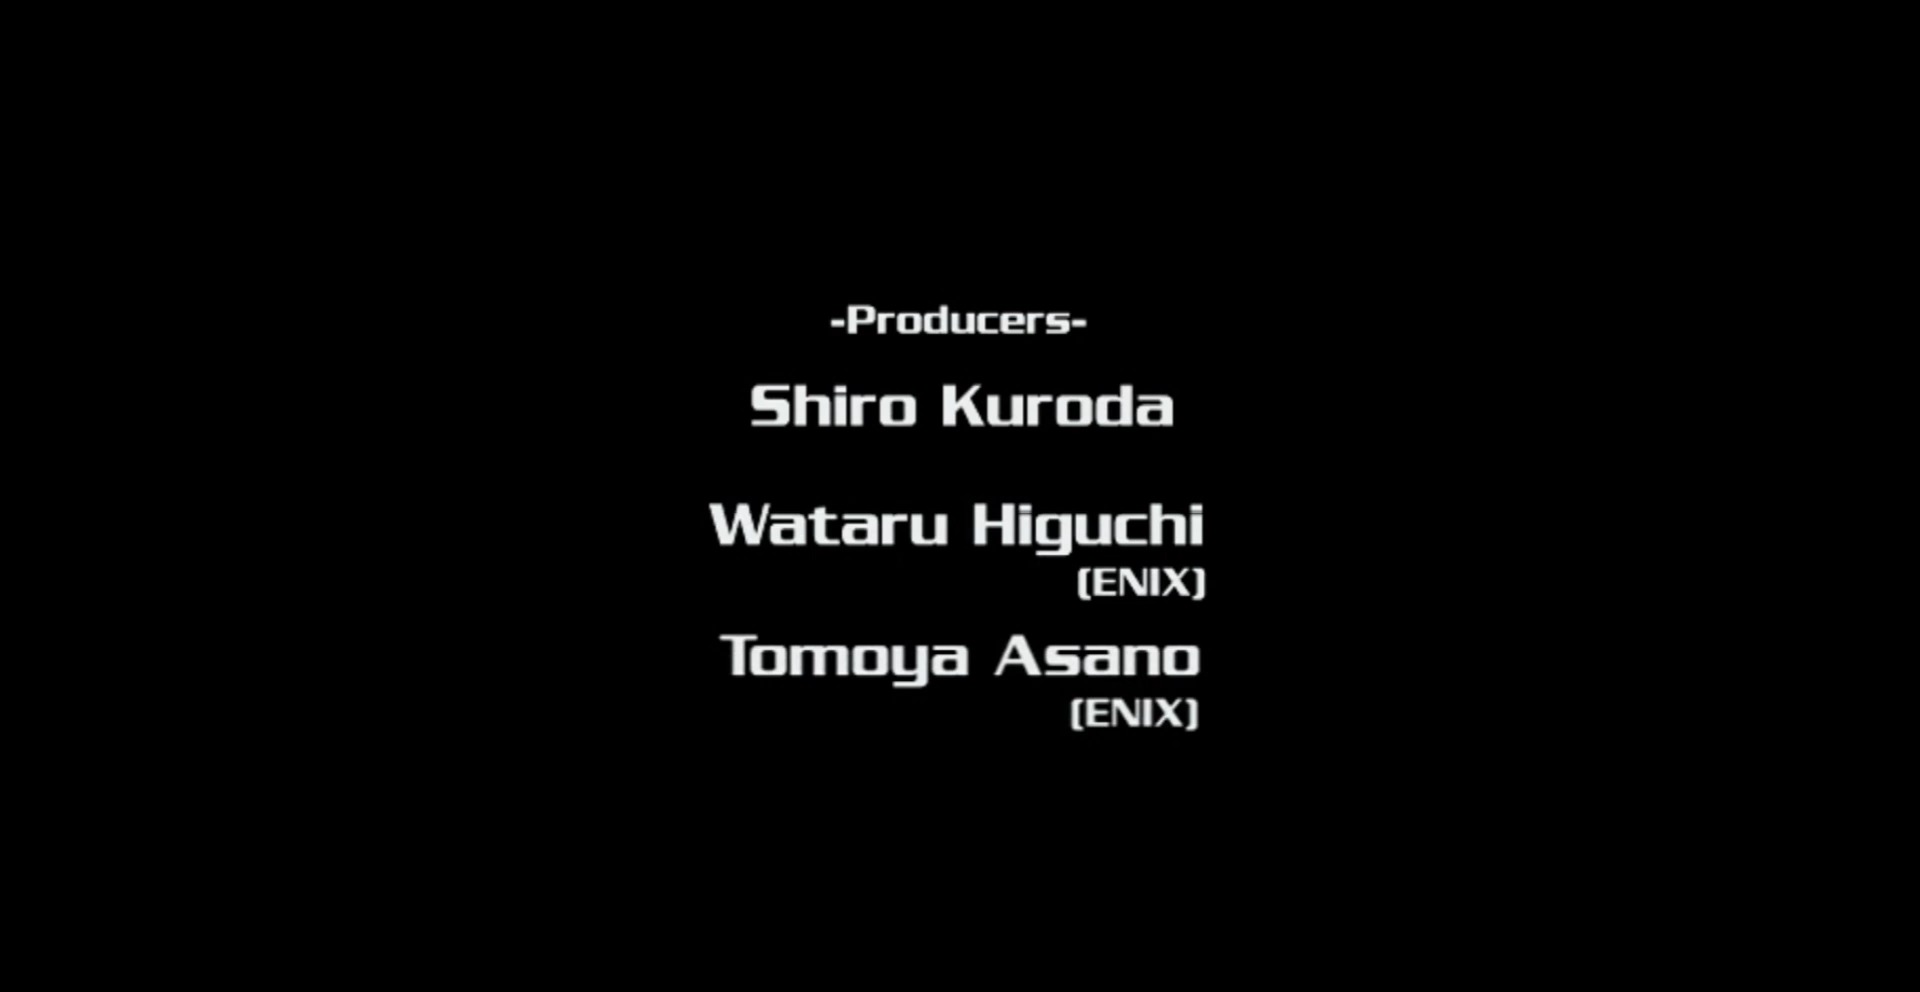 -Producers-
Shiro Kuroda
Wataru Higuchi
(ENIX)
Tomoya Asano
(ENIX)